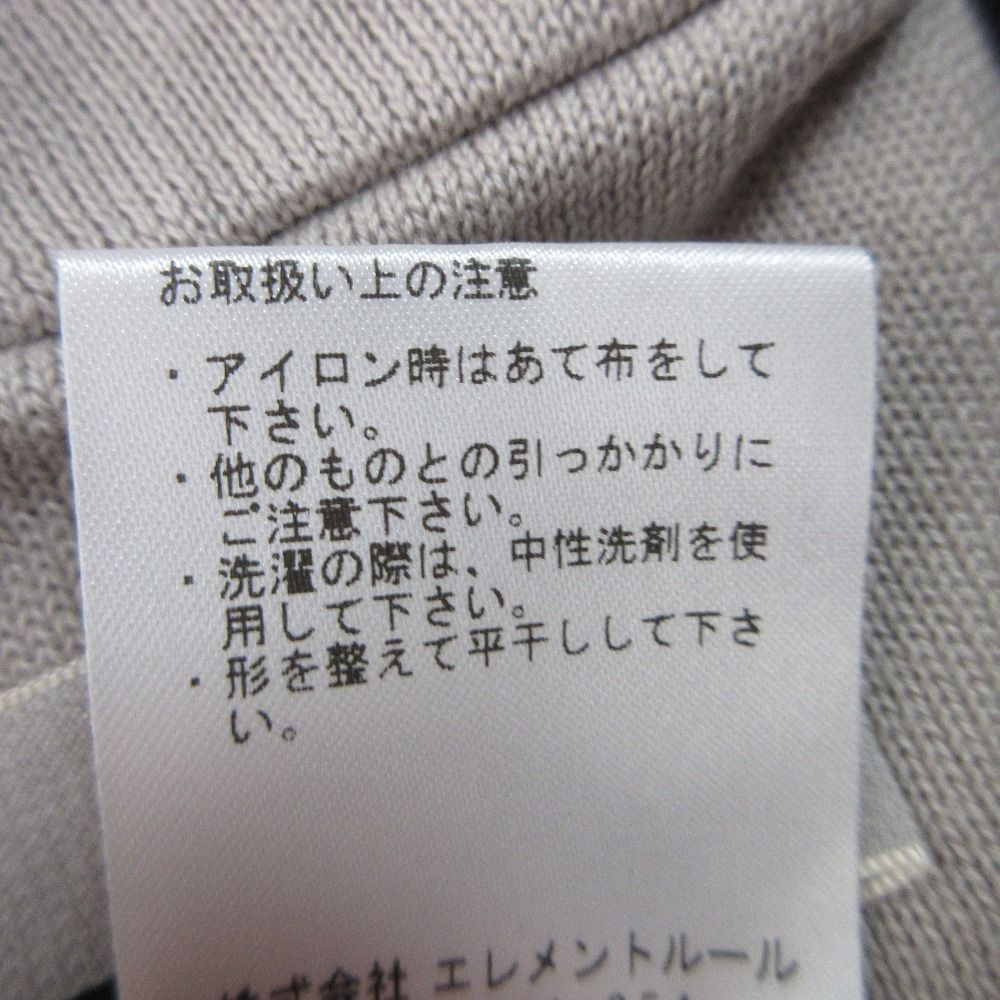 お取扱い上の注意
・アイロン時はあて布をして
下さい。
・他のものとの引っかかりに
ご注意下さい。
・洗濯の際は、中性洗剤を使
用して下さい。
・形を整えて平干しして下さ
い。
株式会社 エレメントルール